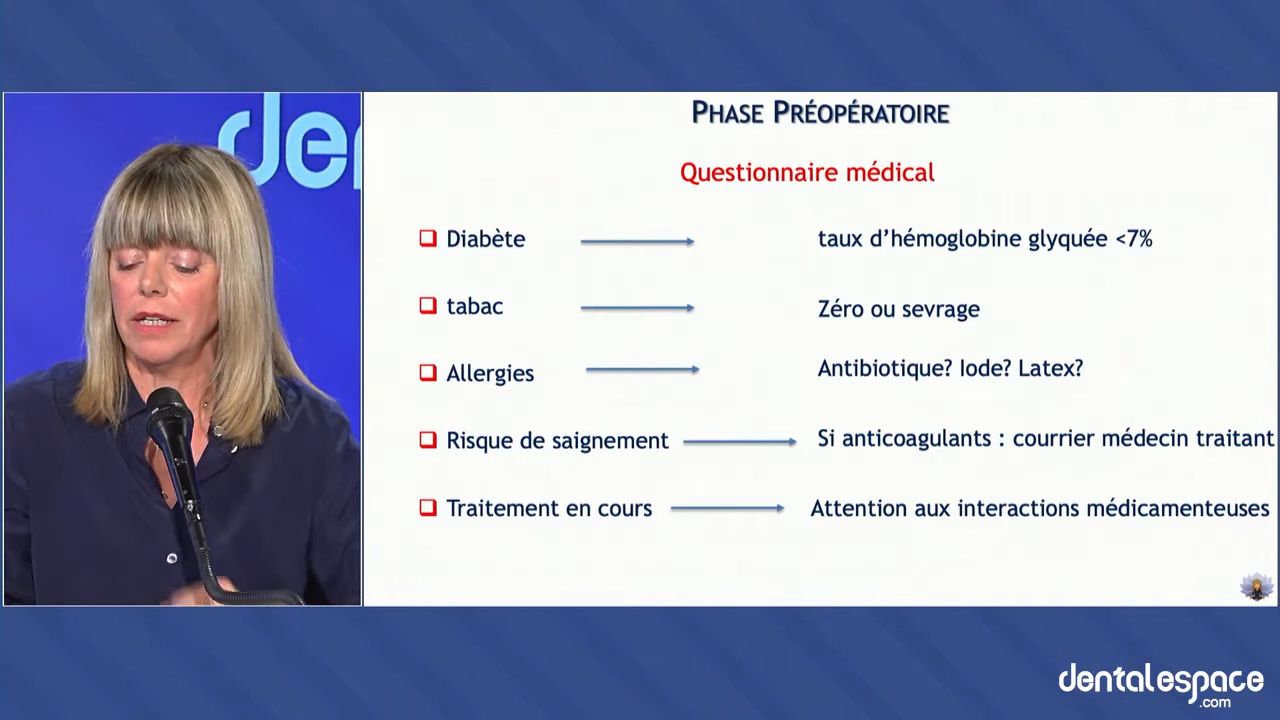 de
PHASE PRÉOPÉRATOIRE
Questionnaire médical
Diabète taux d’hémoglobine glyquée <7%
tabac Zéro ou sevrage
Allergies Antibiotique? Iode? Latex?
Risque de saignement Si anticoagulants : courrier médecin traitant
Traitement en cours Attention aux interactions médicamenteuses
dentalespace
.com